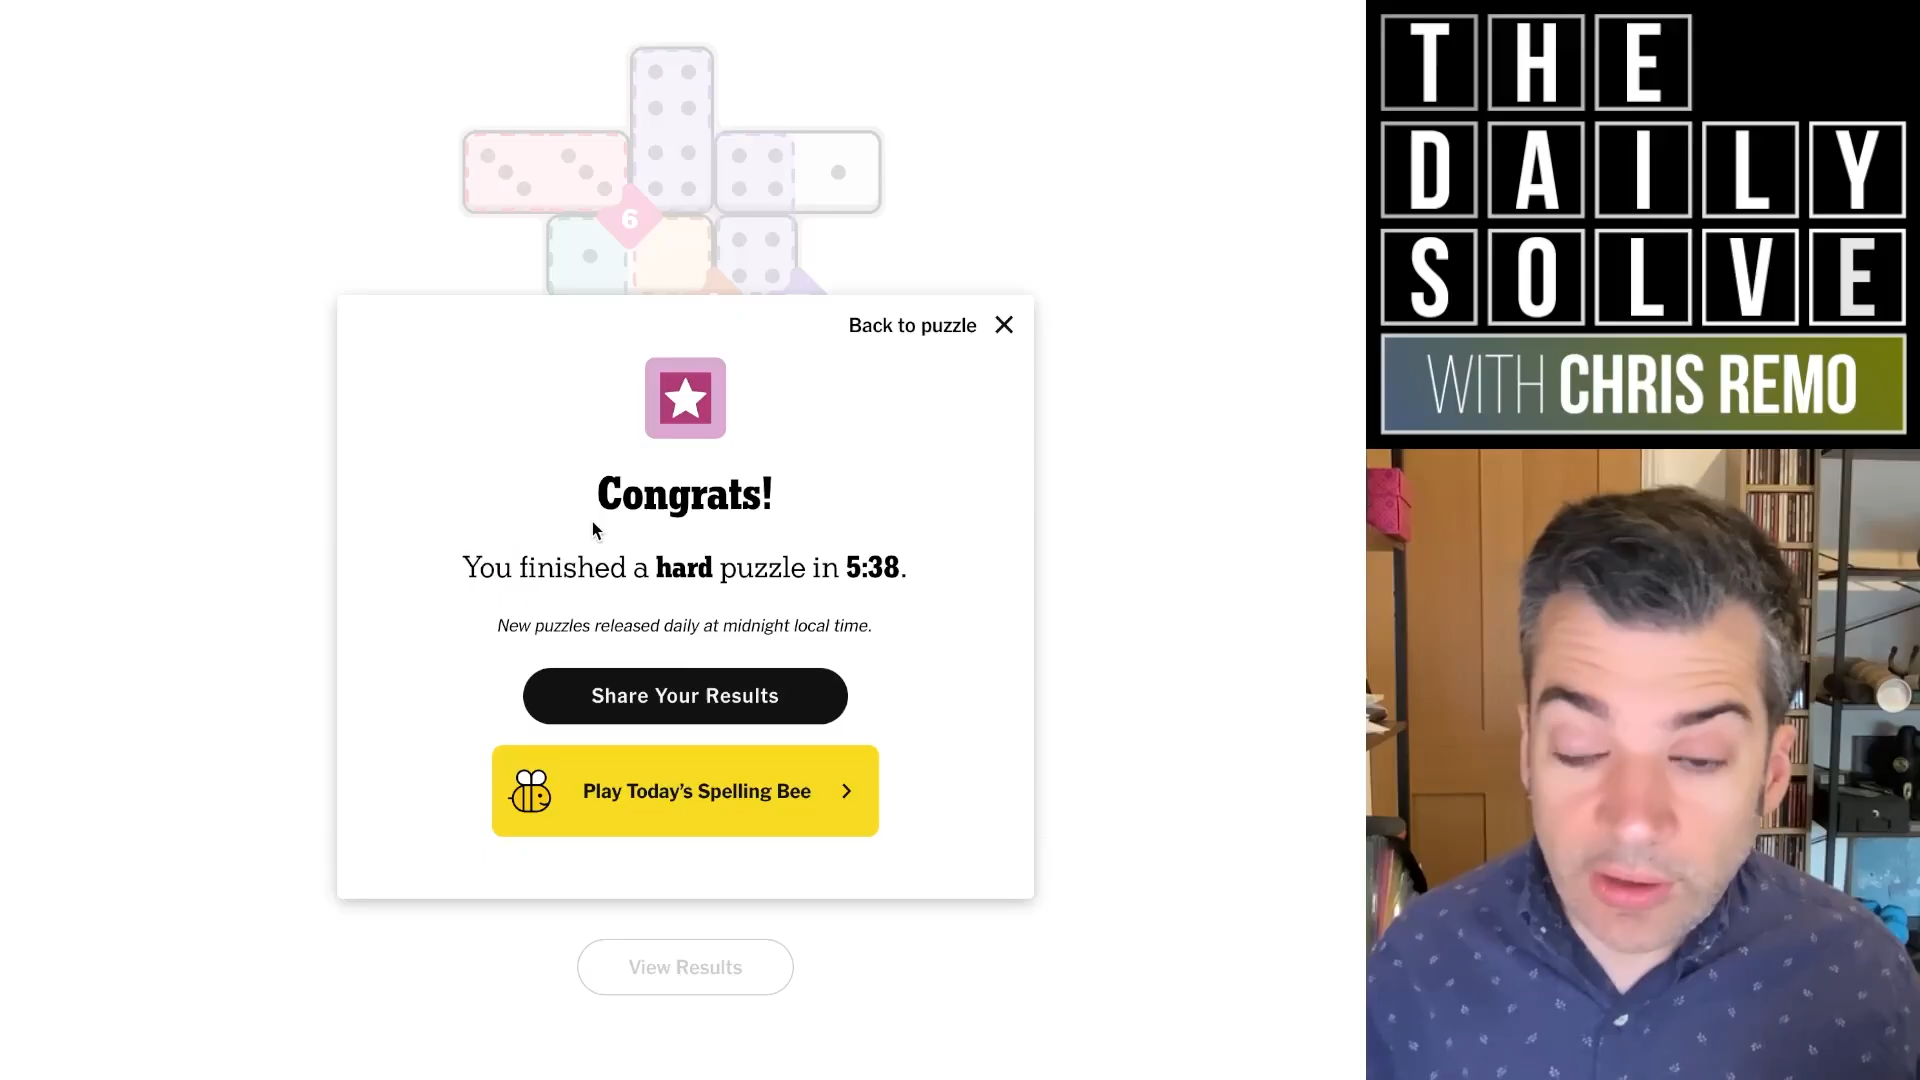 6
Back to puzzle
Congrats!
You finished a hard puzzle in 5:38.
New puzzles released daily at midnight local time.
Share Your Results
Play Today's Spelling Bee
View Results
THE
DAILY
SOLVE
WITH CHRIS REMO